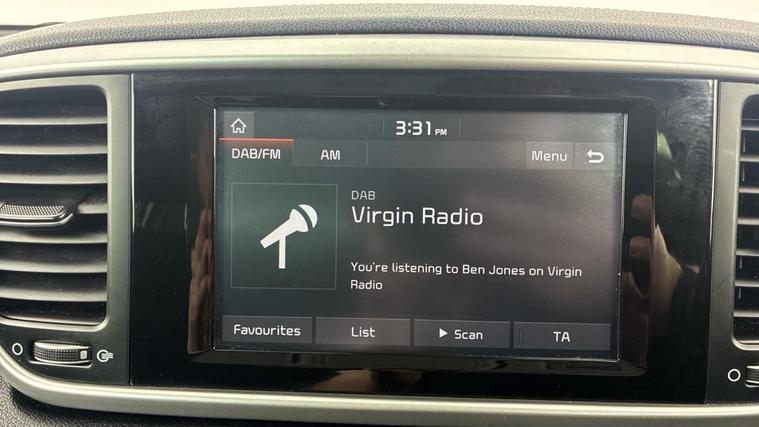 3:31 PM
DAB/FM AM Menu
DAB
Virgin Radio
You're listening to Ben Jones on Virgin
Radio
Favourites List Scan TA